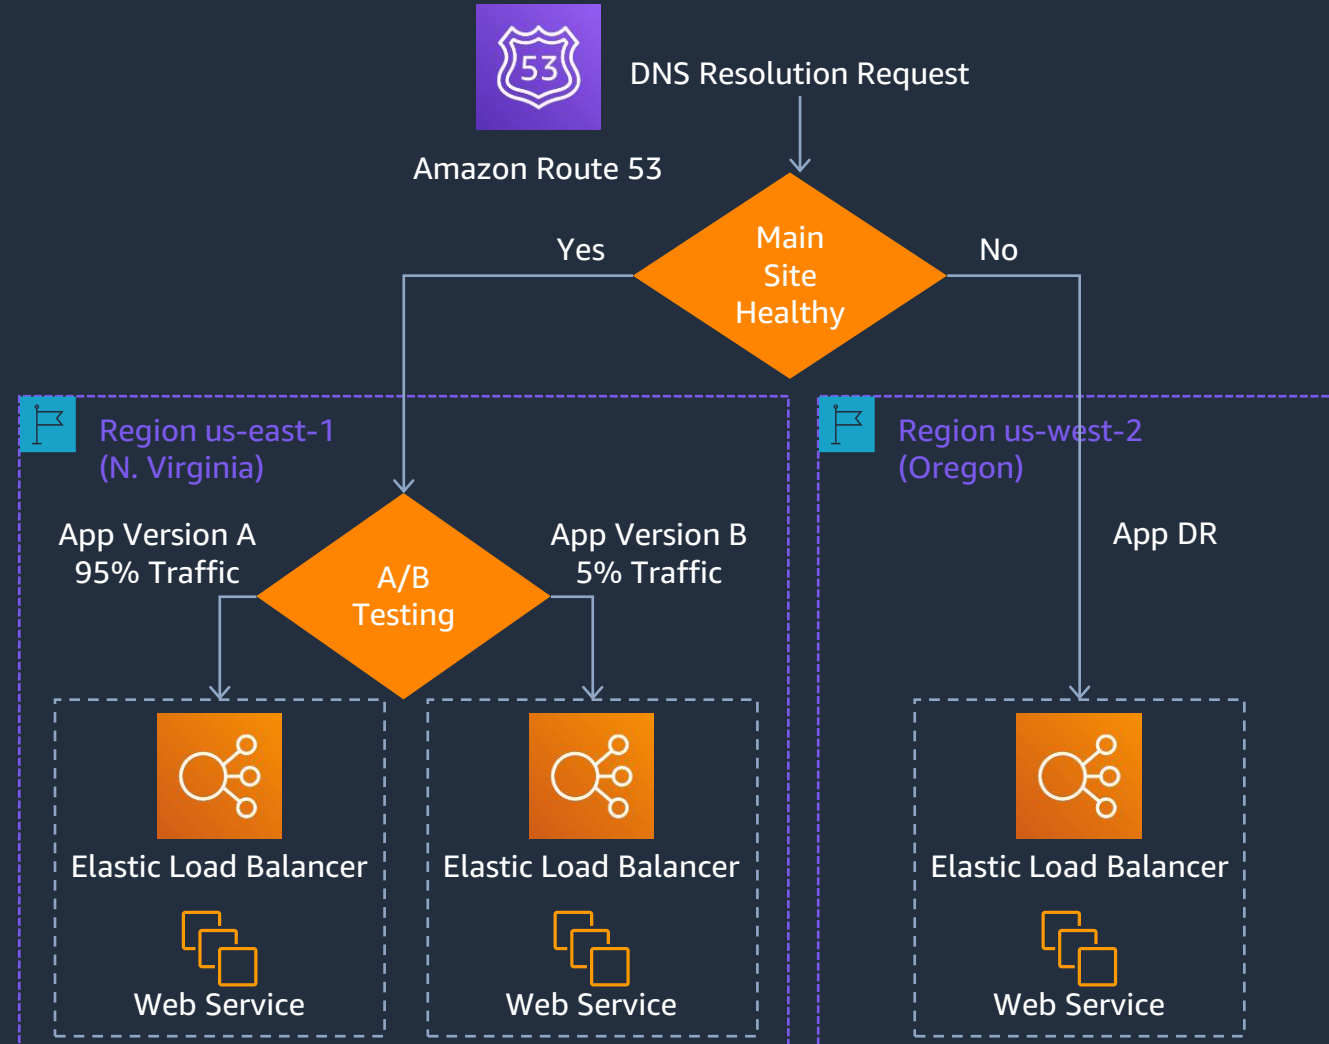 53
DNS Resolution Request
Amazon Route 53
Main
Site
Healthy
Yes
No
Region us-east-1
(N. Virginia)
Region us-west-2
(Oregon)
App Version A
95% Traffic
A/B
Testing
App Version B
5% Traffic
App DR
Elastic Load Balancer
Elastic Load Balancer
Elastic Load Balancer
Web Service
Web Service
Web Service